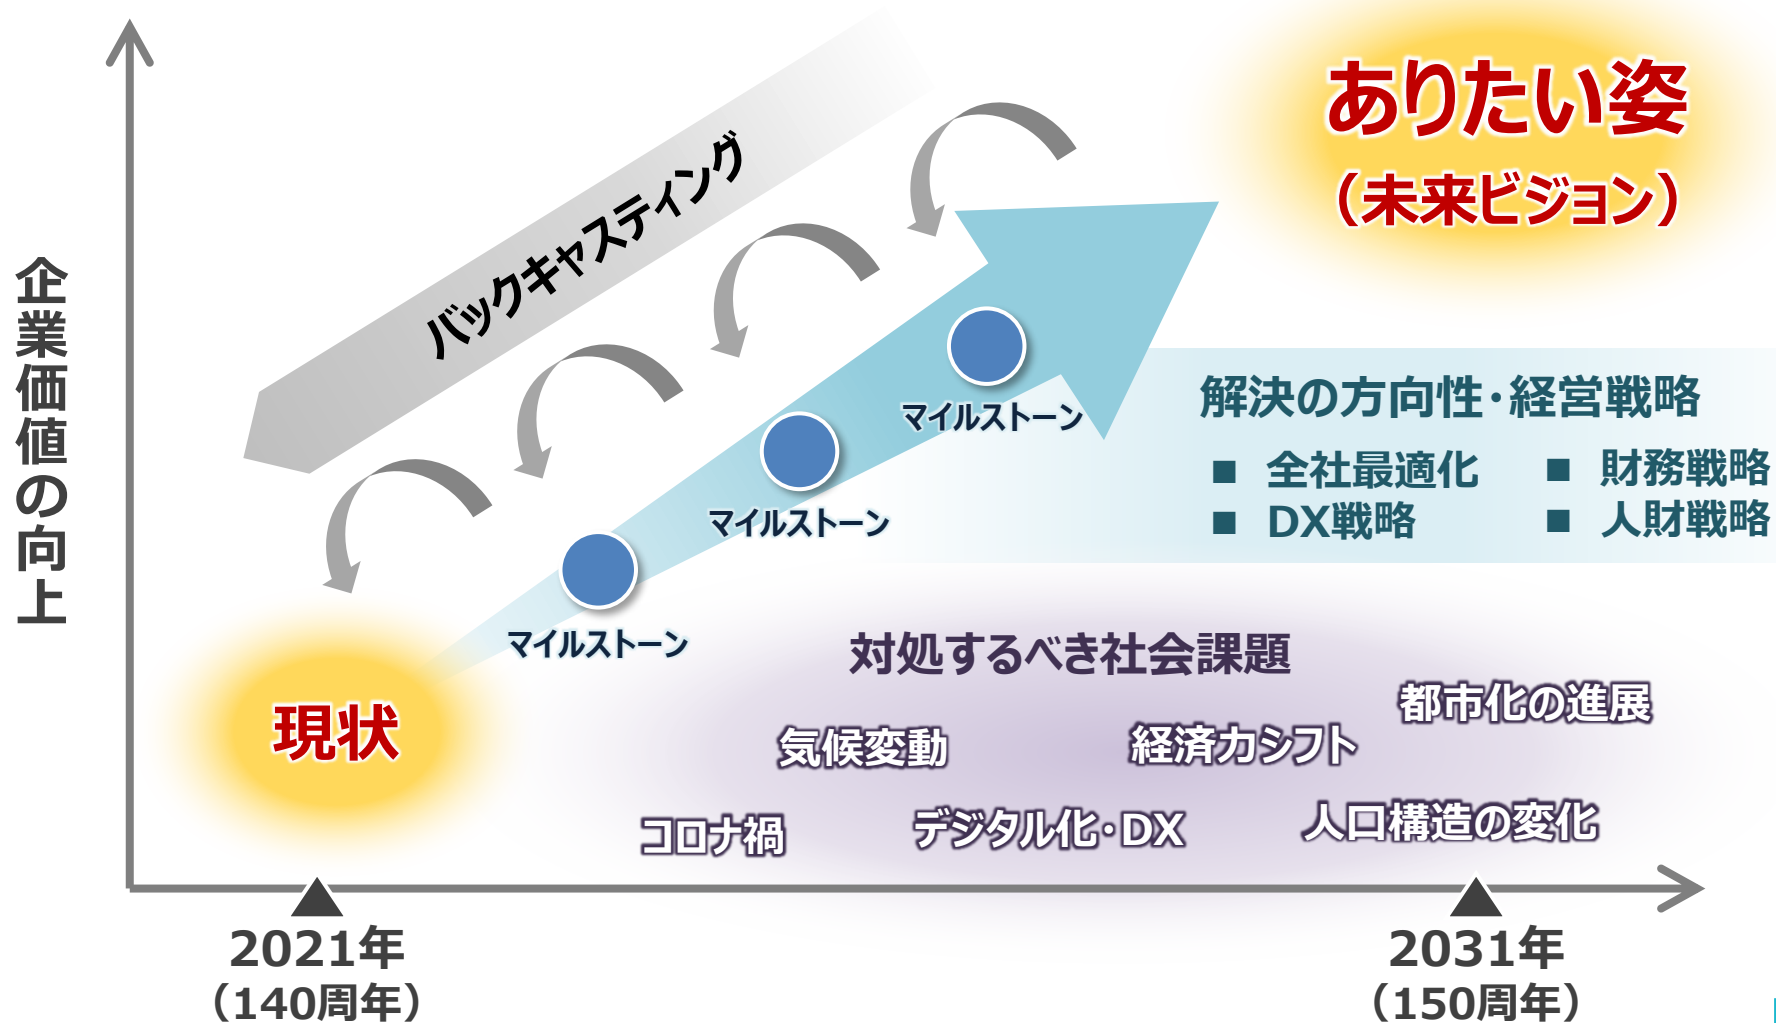 ありたい姿
（未来ビジョン）
バックキャスティング
企業価値の向上
マイルストーン
マイルストーン
マイルストーン
解決の方向性・経営戦略
■ 全社最適化
■ 財務戦略
■ DX戦略
■ 人財戦略
現状
対処するべき社会課題
気候変動
経済力シフト
都市化の進展
コロナ禍
デジタル化・DX
人口構造の変化
2021年
（140周年）
2031年
（150周年）